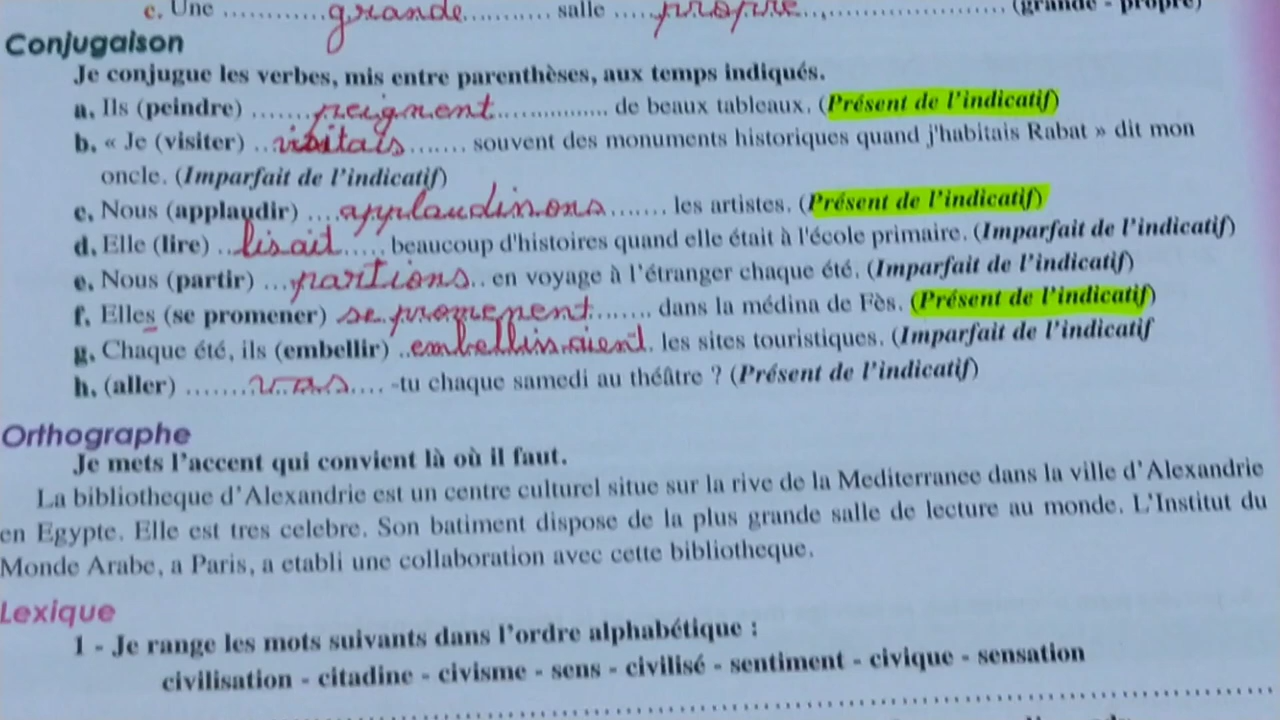 c. Une ............grande........... salle .....propre..,........................ (grande - propre)
Conjugaison
Je conjugue les verbes, mis entre parenthèses, aux temps indiqués.
a. Ils (peindre) .......peignent............... de beaux tableaux. (Présent de l'indicatif)
b. « Je (visiter) ..visitais....... souvent des monuments historiques quand j'habitais Rabat » dit mon
oncle. (Imparfait de l'indicatif)
c. Nous (applaudir) ....applaudissons....... les artistes. (Présent de l'indicatif)
d. Elle (lire) ..lisait..... beaucoup d'histoires quand elle était à l'école primaire. (Imparfait de l'indicatif)
e. Nous (partir) ...partions.. en voyage à l'étranger chaque été. (Imparfait de l'indicatif)
f. Elles (se promener) se promènent....... dans la médina de Fès. (Présent de l'indicatif)
g. Chaque été, ils (embellir) ..embellissaient. les sites touristiques. (Imparfait de l'indicatif
h. (aller) .......vas.... -tu chaque samedi au théâtre ? (Présent de l'indicatif)
Orthographe
Je mets l'accent qui convient là où il faut.
La bibliotheque d'Alexandrie est un centre culturel situe sur la rive de la Mediterranee dans la ville d'Alexandrie
en Egypte. Elle est tres celebre. Son batiment dispose de la plus grande salle de lecture au monde. L'Institut du
Monde Arabe, a Paris, a etabli une collaboration avec cette bibliotheque.
Lexique
1 - Je range les mots suivants dans l'ordre alphabétique :
civilisation - citadine - civisme - sens - civilisé - sentiment - civique - sensation